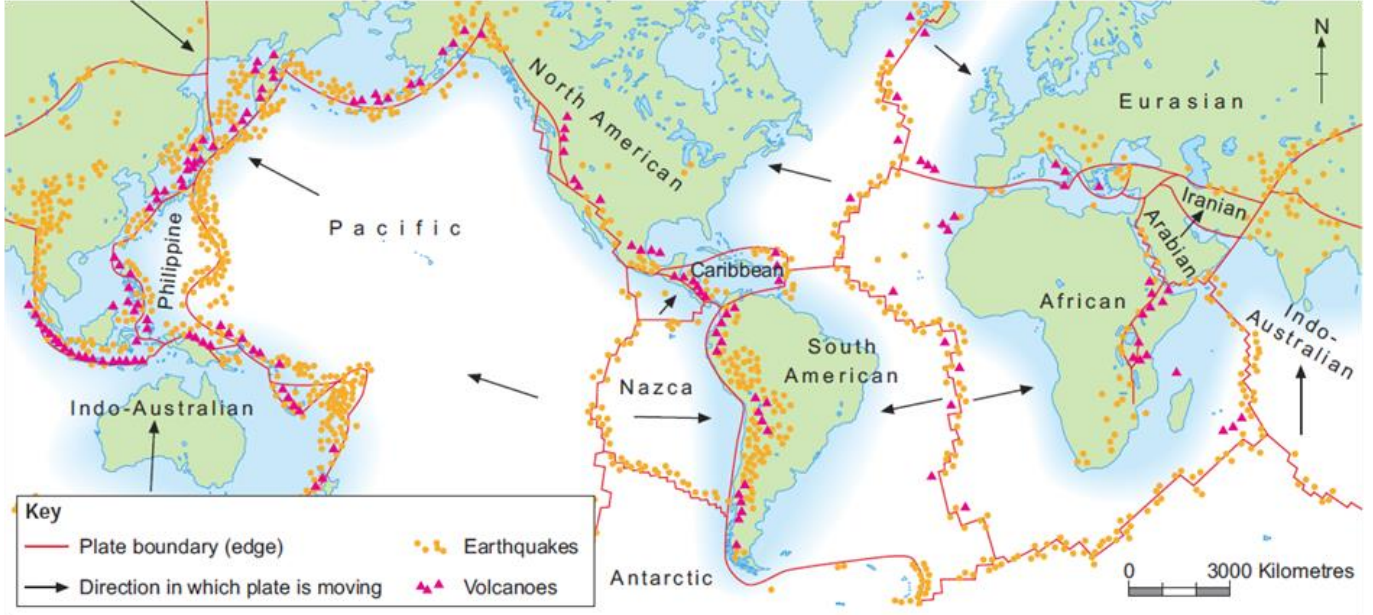 N
Eurasian
North
American
Iranian
Arabian
Pacific
Philippine
Caribbean
African
Indo-
Australian
South
American
Nazca
Indo-Australian
Key
Plate boundary (edge)
Earthquakes
Direction in which plate is moving
Volcanoes
Antarctic
0 3000 Kilometres